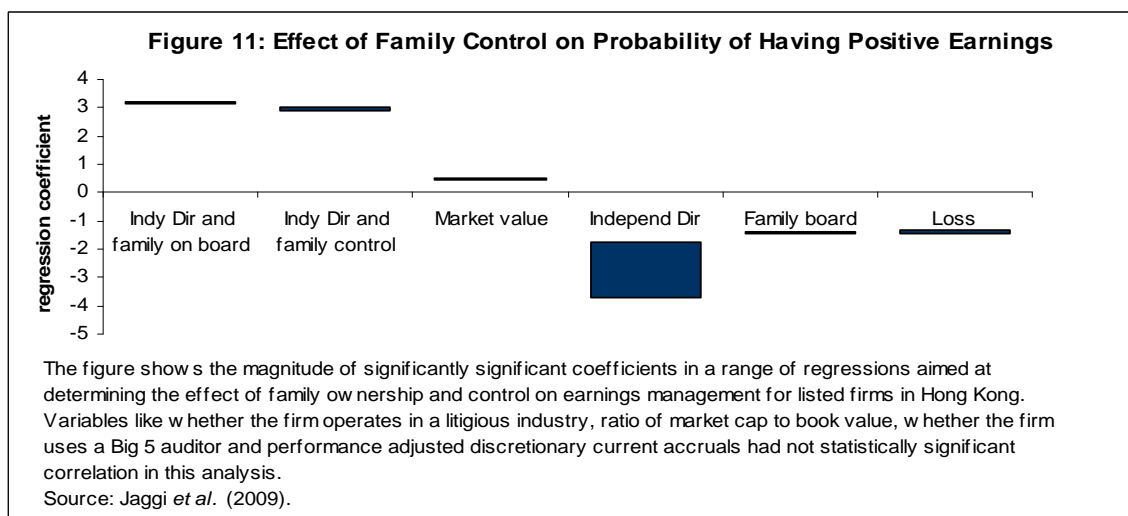 Figure 11: Effect of Family Control on Probability of Having Positive Earnings
4
3
2
1
0
-1
-2
-3
-4
-5
regression coefficient
Indy Dir and family on board
Indy Dir and family control
Market value
Independ Dir
Family board
Loss
The figure shows the magnitude of significantly significant coefficients in a range of regressions aimed at
determining the effect of family ownership and control on earnings management for listed firms in Hong Kong.
Variables like whether the firm operates in a litigious industry, ratio of market cap to book value, whether the firm
uses a Big 5 auditor and performance adjusted discretionary current accruals had not statistically significant
correlation in this analysis.
Source: Jaggi et al. (2009).